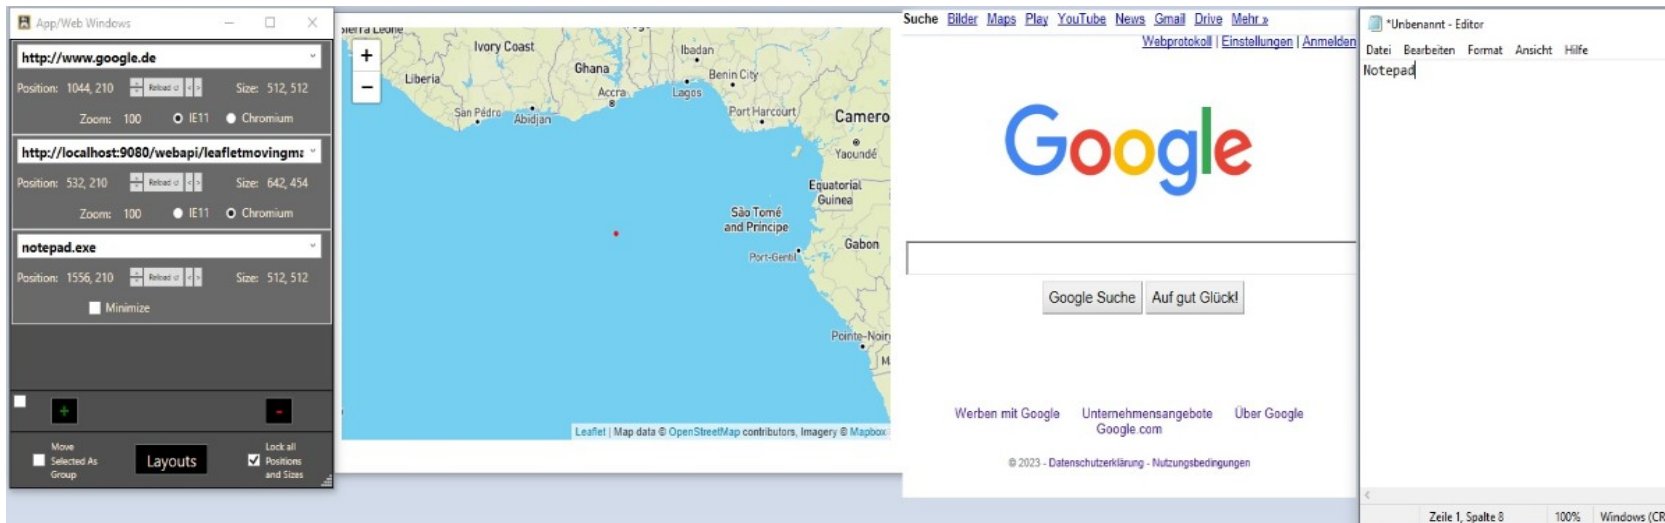 App/Web Windows
http://www.google.de
Position: 1044, 210 Reload Size: 512, 512
Zoom: 100 IE11 Chromium
http://localhost:9080/webapi/leafletmovingma
Position: 532, 210 Reload Size: 642, 454
Zoom: 100 IE11 Chromium
notepad.exe
Position: 1556, 210 Reload Size: 512, 512
Minimize
+ -
Move Selected As Group
Layouts
Lock all Positions and Sizes
+
−
Sierra Leone
Ivory Coast
Ibadan
Ghana
Benin City
Liberia
Accra
Lagos
San Pédro
Abidjan
Port Harcourt
Camero
Yaoundé
Equatorial
Guinea
São Tomé
and Principe
Gabon
Port-Gentil
Pointe-Noir
Leaflet | Map data © OpenStreetMap contributors, Imagery © Mapbox
Suche Bilder Maps Play YouTube News Gmail Drive Mehr »
Webprotokoll | Einstellungen | Anmelden
Google
Google Suche Auf gut Glück!
Werben mit Google Unternehmensangebote Über Google
Google.com
© 2023 - Datenschutzerklärung - Nutzungsbedingungen
*Unbenannt - Editor
Datei Bearbeiten Format Ansicht Hilfe
Notepad
Zeile 1, Spalte 8 100% Windows (CR